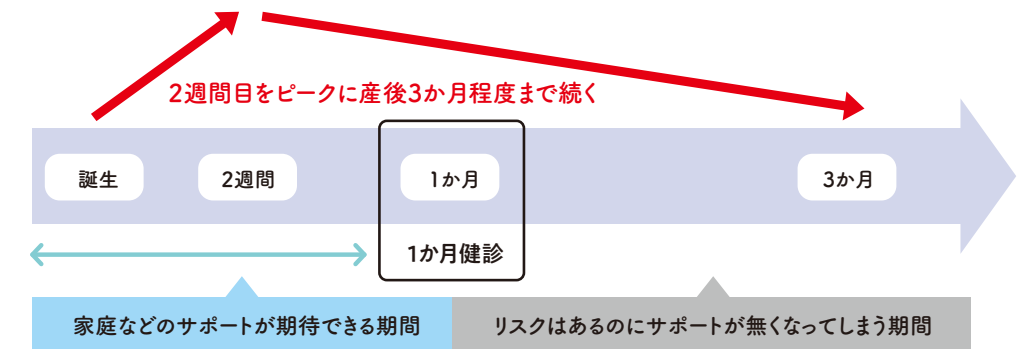 2週間目をピークに産後3か月程度まで続く
誕生
2週間
1か月
3か月
1か月健診
家庭などのサポートが期待できる期間
リスクはあるのにサポートが無くなってしまう期間